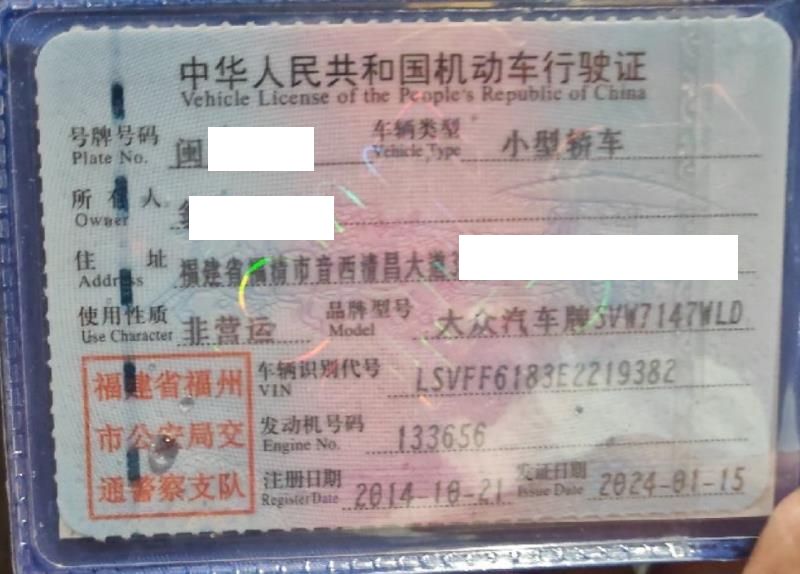 中华人民共和国机动车行驶证
Vehicle License of the People's Republic of China
号牌号码 闽 车辆类型 小型轿车
Plate No. Vehicle Type
所有人
Owner
住址 福建省福清市音西清昌大道
Address
使用性质 非营运 品牌型号 大众汽车牌SVW7147WLD
Use Character Model
福建省福州 车辆识别代号 LSVFF6183E2219382
VIN
市公安局交 发动机号码 133656
Engine No.
通警察支队 注册日期 2014-10-21 发证日期 2024-01-15
Register Date Issue Date